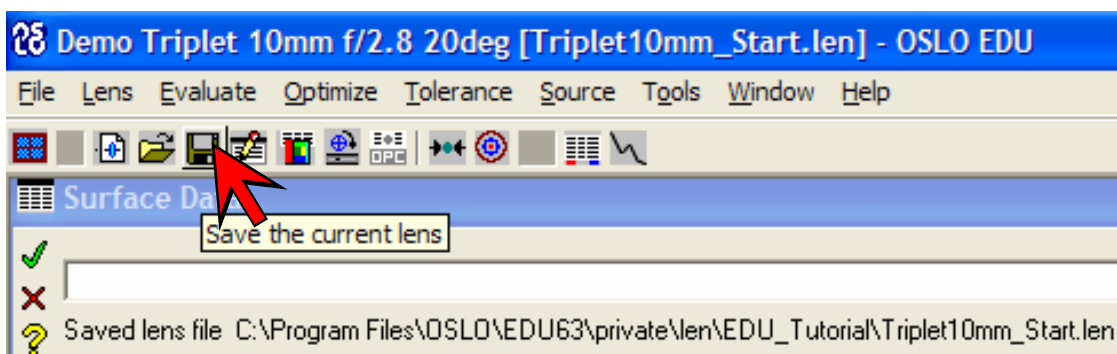 Demo Triplet 10mm f/2.8 20deg [Triplet10mm_Start.len] - OSLO EDU
File Lens Evaluate Optimize Tolerance Source Tools Window Help
OPC
Surface Da
Save the current lens
Saved lens file C:\Program Files\OSLO\EDU63\private\len\EDU_Tutorial\Triplet10mm_Start.len